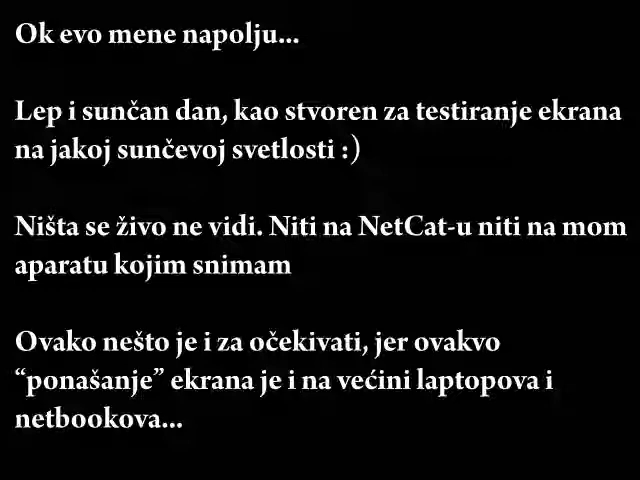 Ok evo mene napolju...
Lep i sunčan dan, kao stvoren za testiranje ekrana
na jakoj sunčevoj svetlosti :)
Ništa se živo ne vidi. Niti na NetCat-u niti na mom
aparatu kojim snimam
Ovako nešto je i za očekivati, jer ovakvo
“ponašanje” ekrana je i na većini laptopova i
netbookova...